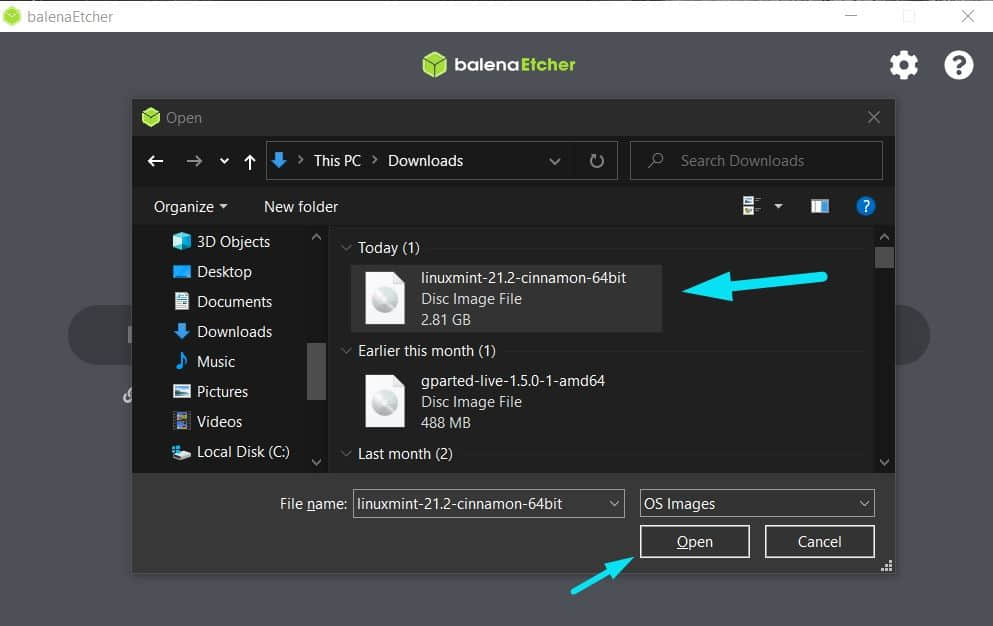 balenaEtcher
balenaEtcher
Open
This PC > Downloads
Search Downloads
Organize
New folder
3D Objects
Desktop
Documents
Downloads
Music
Pictures
Videos
Local Disk (C:)
Today (1)
linuxmint-21.2-cinnamon-64bit
Disc Image File
2.81 GB
Earlier this month (1)
gparted-live-1.5.0-1-amd64
Disc Image File
488 MB
Last month (2)
File name:
linuxmint-21.2-cinnamon-64bit
OS Images
Open
Cancel